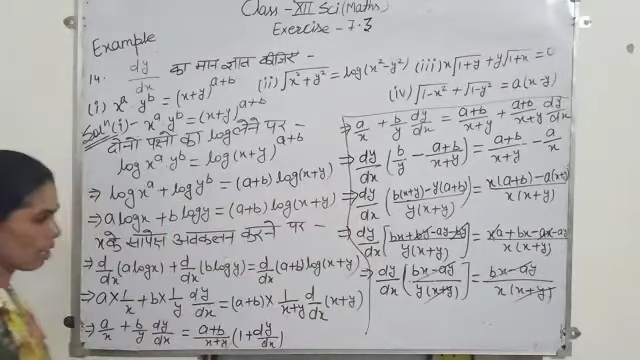 Class - XII Sci (Maths)
Exercise - 7.3
Example
14. dy/dx का मान ज्ञात कीजिए -
(i) x^a y^b = (x+y)^{a+b} (ii) √(x²+y²) = log(x²-y²) (iii) x√(1+y) + y√(1+x) = 0
(iv) √(1-x²) + √(1-y²) = a(x-y)
Solⁿ (i) - x^a y^b = (x+y)^{a+b}
दोनों पक्षों का log लेने पर -
log x^a . y^b = log(x+y)^{a+b}
⇒ log x^a + log y^b = (a+b) log(x+y)
⇒ a log x + b log y = (a+b) log(x+y)
x के सापेक्ष अवकलन करने पर -
⇒ d/dx (a log x) + d/dx (b log y) = d/dx (a+b) log(x+y)
⇒ a × 1/x + b × 1/y dy/dx = (a+b) × 1/(x+y) d/dx (x+y)
⇒ a/x + b/y dy/dx = (a+b)/(x+y) (1 + dy/dx)
⇒ a/x + b/y dy/dx = (a+b)/(x+y) + (a+b)/(x+y) dy/dx
⇒ dy/dx (b/y - (a+b)/(x+y)) = (a+b)/(x+y) - a/x
⇒ dy/dx (b(x+y) - y(a+b) / y(x+y)) = x(a+b) - a(x+y) / x(x+y)
⇒ dy/dx [bx+by-ay-by / y(x+y)] = xa+bx-ax-ay / x(x+y)
⇒ dy/dx [bx-ay / y(x+y)] = bx-ay / x(x+y)